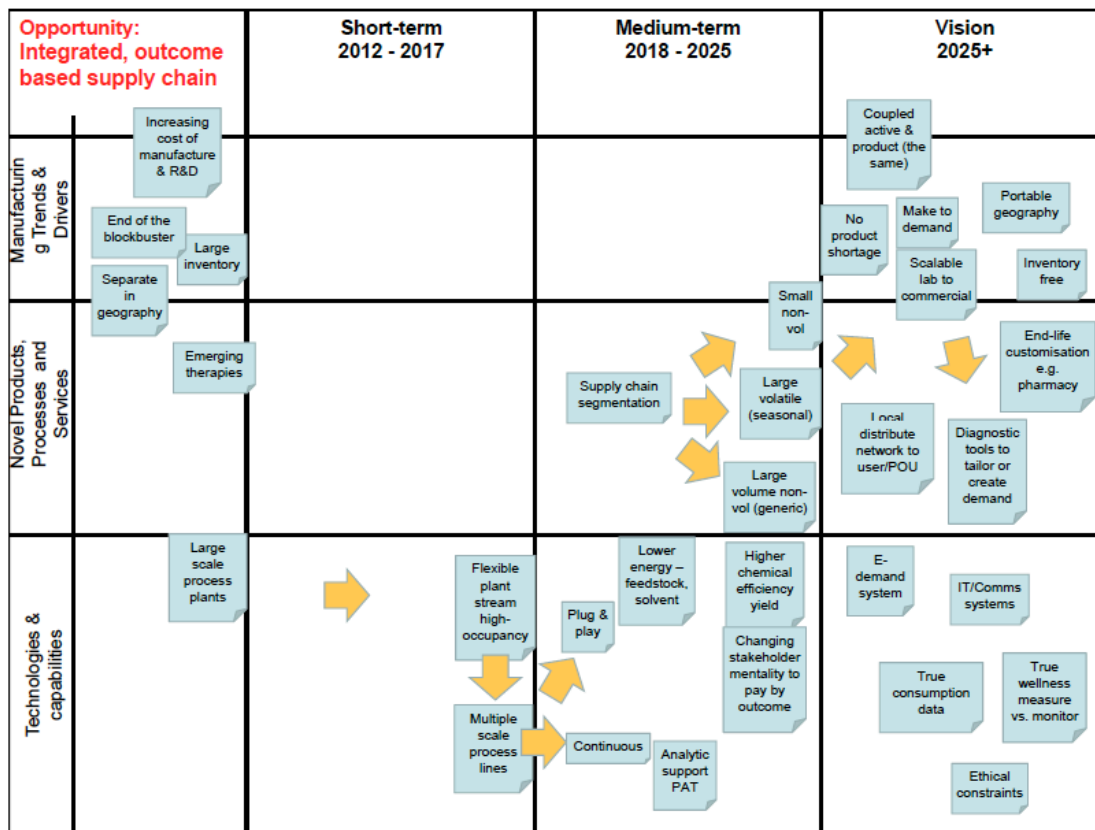 Opportunity:
Integrated, outcome
based supply chain
Short-term
2012 - 2017
Medium-term
2018 - 2025
Vision
2025+
Manufacturin
g Trends &
Drivers
Increasing
cost of
manufacture
& R&D
End of the
blockbuster
Large
inventory
Separate in
geography
Coupled
active &
product (the
same)
No
product
shortage
Make to
demand
Portable
geography
Scalable
lab to
commercial
Inventory
free
Novel Products,
Processes and
Services
Emerging
therapies
Supply chain
segmentation
Small
non-
vol
Large
volatile
(seasonal)
Large
volume non-
vol (generic)
End-life
customisation
e.g.
pharmacy
Local
distribute
network to
user/POU
Diagnostic
tools to
tailor or
create
demand
Technologies &
capabilities
Large
scale
process
plants
Flexible
plant
stream
high-
occupancy
Multiple
scale
process
lines
Plug &
play
Lower
energy –
feedstock,
solvent
Higher
chemical
efficiency
yield
Changing
stakeholder
mentality to
pay by
outcome
Continuous
Analytic
support
PAT
E-
demand
system
IT/Comms
systems
True
consumption
data
True
wellness
measure
vs. monitor
Ethical
constraints